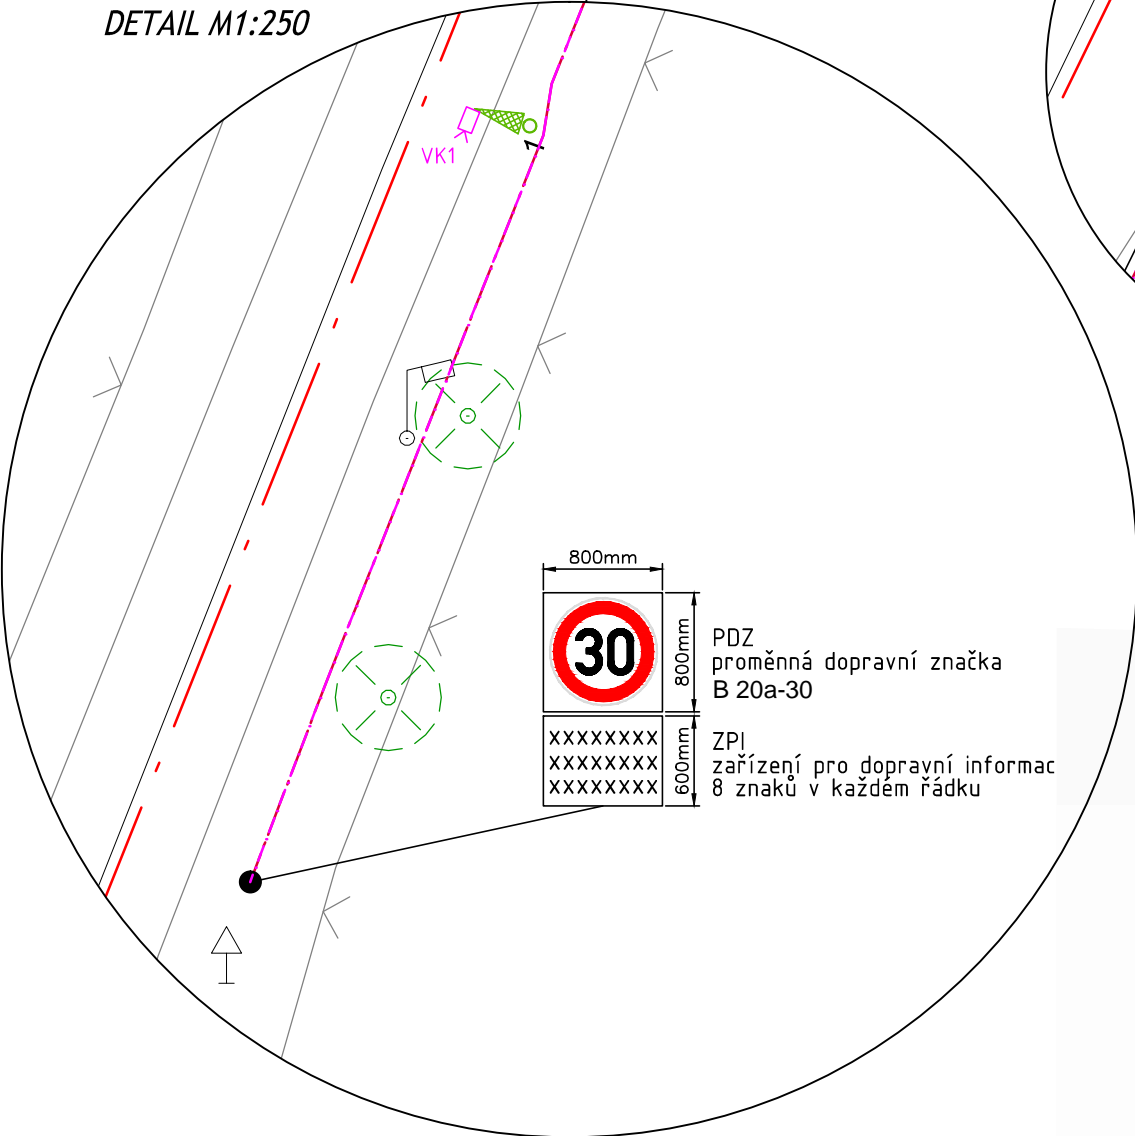 DETAIL M1:250
VK1
1
800mm
30
800mm
PDZ
proměnná dopravní značka
B 20a-30
XXXXXXXX
XXXXXXXX
XXXXXXXX
600mm
ZPI
zařízení pro dopravní informac
8 znaků v každém řádku